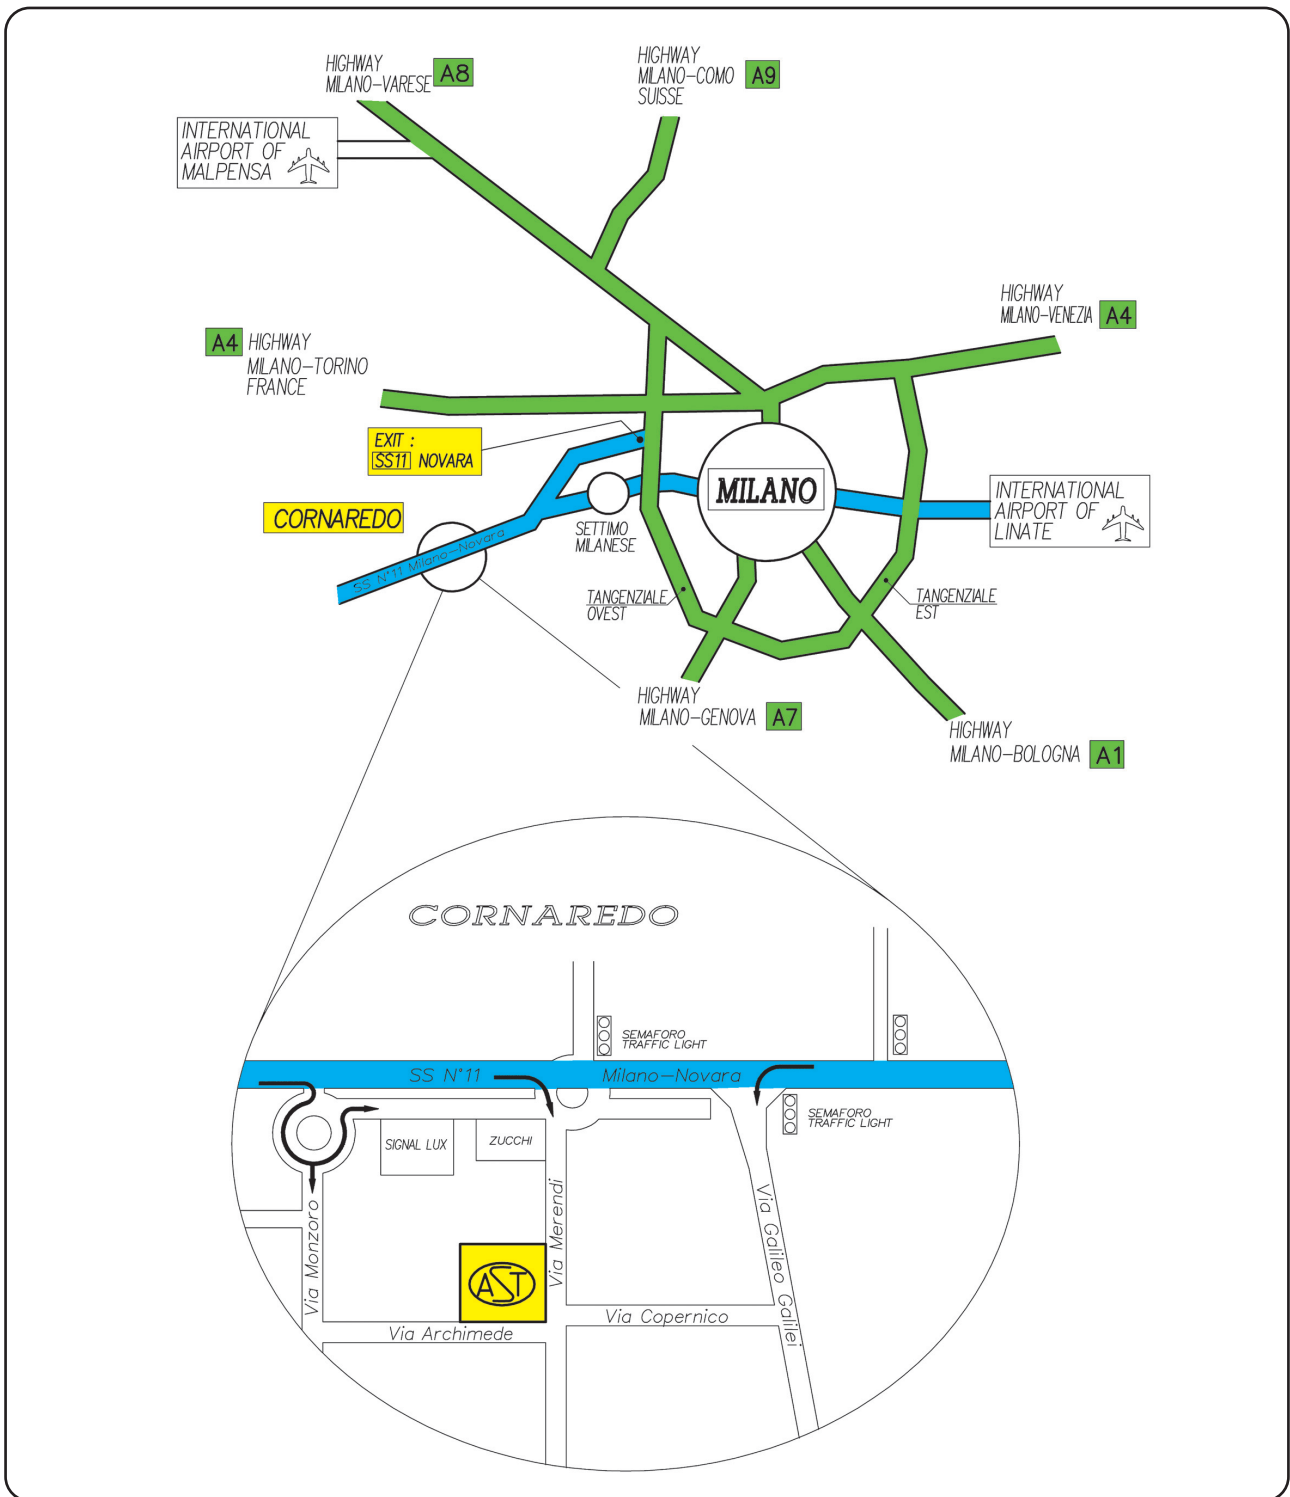 HIGHWAY
MILANO-VARESE
A8
HIGHWAY
MILANO-COMO
SUISSE
A9
INTERNATIONAL
AIRPORT OF
MALPENSA
HIGHWAY
MILANO-VENEZIA
A4
A4
HIGHWAY
MILANO-TORINO
FRANCE
EXIT :
SS11 NOVARA
CORNAREDO
MILANO
INTERNATIONAL
AIRPORT OF
LINATE
SETTIMO
MILANESE
SS N°11 Milano-Novara
TANGENZIALE
OVEST
TANGENZIALE
EST
HIGHWAY
MILANO-GENOVA
A7
HIGHWAY
MILANO-BOLOGNA
A1
CORNAREDO
SEMAFORO
TRAFFIC LIGHT
SS N°11
Milano-Novara
SEMAFORO
TRAFFIC LIGHT
SIGNAL LUX
ZUCCHI
Via Monzoro
Via Merendi
Via Galileo Galilei
AST
Via Copernico
Via Archimede